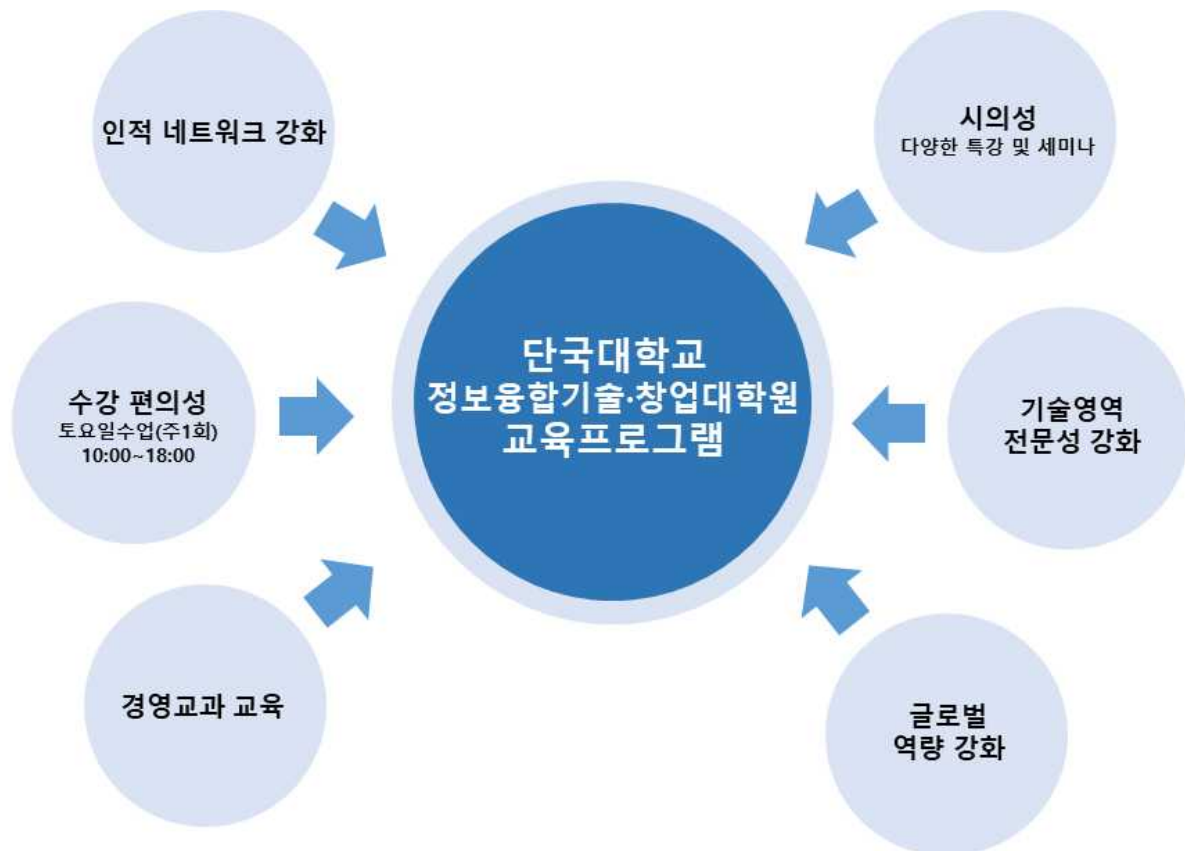 인적 네트워크 강화
시의성
다양한 특강 및 세미나
단국대학교
정보융합기술·창업대학원
교육프로그램
수강 편의성
토요일수업(주1회)
10:00~18:00
기술영역
전문성 강화
경영교과 교육
글로벌
역량 강화